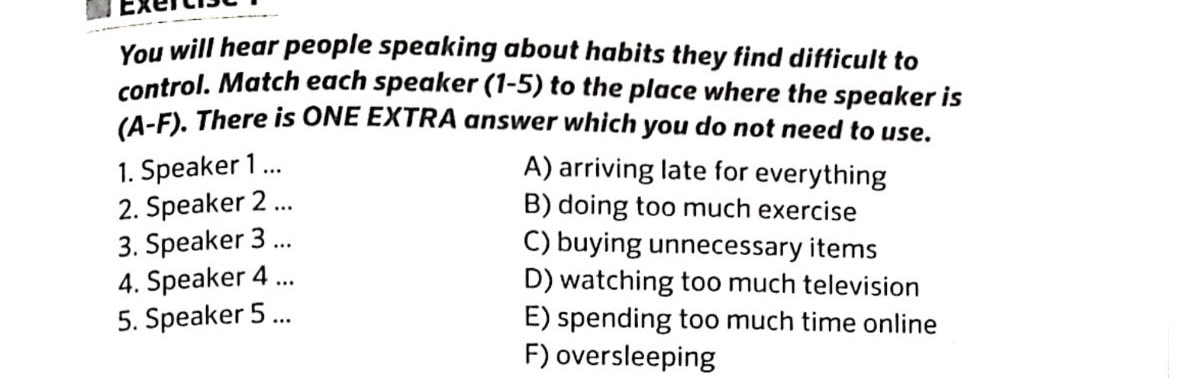 You will hear people speaking about habits they find difficult to
control. Match each speaker (1-5) to the place where the speaker is
(A-F). There is ONE EXTRA answer which you do not need to use.
1. Speaker 1 ...
2. Speaker 2 ...
3. Speaker 3 ...
4. Speaker 4 ...
5. Speaker 5 ...
A) arriving late for everything
B) doing too much exercise
C) buying unnecessary items
D) watching too much television
E) spending too much time online
F) oversleeping